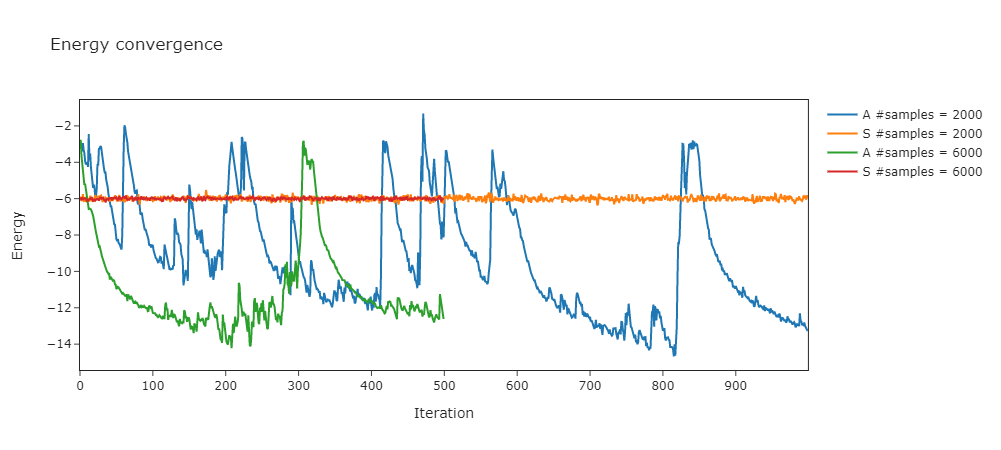 Energy convergence
A #samples = 2000
S #samples = 2000
A #samples = 6000
S #samples = 6000
−2
−4
−6
−8
−10
−12
−14
Energy
0 100 200 300 400 500 600 700 800 900
Iteration